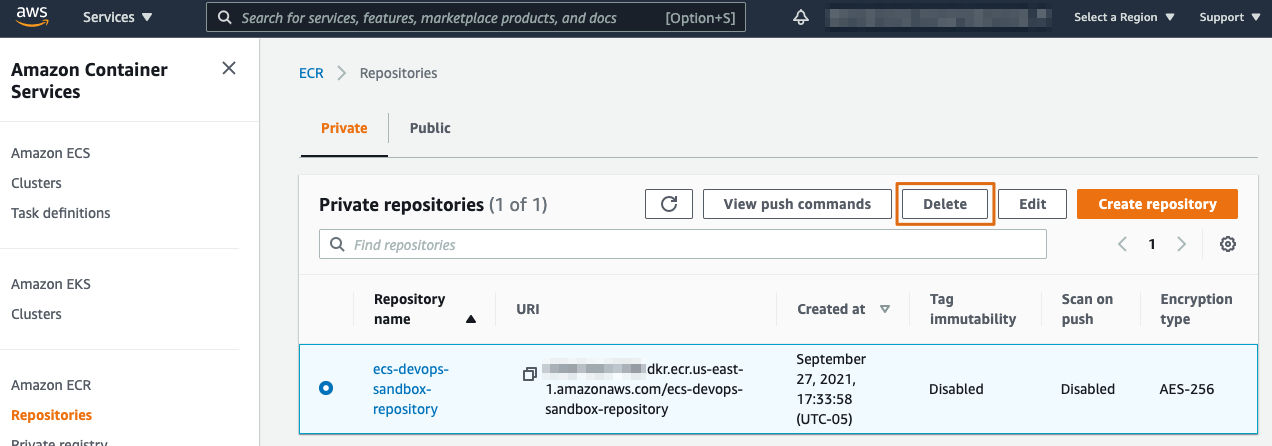 aws
Services ▼
Search for services, features, marketplace products, and docs
[Option+S]
Select a Region ▼
Support ▼
Amazon Container
Services
ECR
Repositories
Private
Public
Amazon ECS
Clusters
Task definitions
Amazon EKS
Clusters
Amazon ECR
Repositories
Private registry
Private repositories (1 of 1)
View push commands
Delete
Edit
Create repository
Find repositories
1
Repository
name
URI
Created at
Tag
immutability
Scan on
push
Encryption
type
ecs-devops-
sandbox-
repository
dkr.ecr.us-east-
1.amazonaws.com/ecs-devops-
sandbox-repository
September
27, 2021,
17:33:58
(UTC-05)
Disabled
Disabled
AES-256